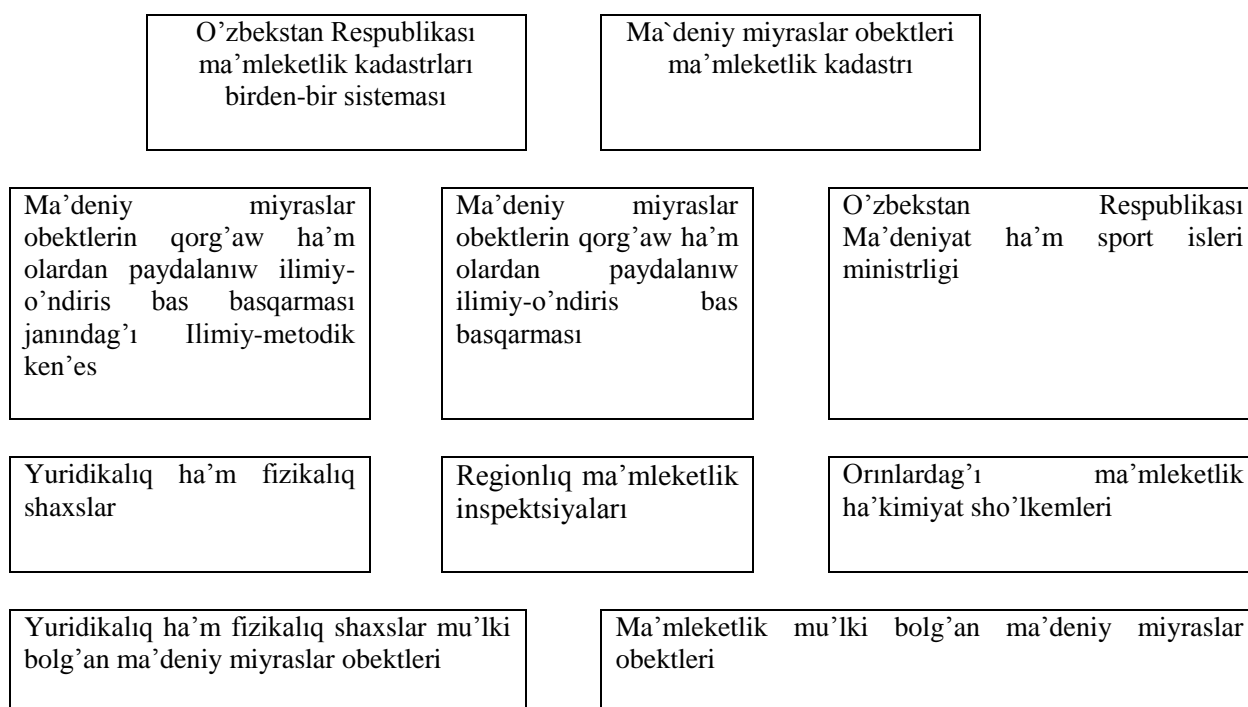 O’zbekstan Respublikası
ma’mleketlik kadastrları
birden-bir sisteması
Ma`deniy miyraslar obektleri
ma’mleketlik kadastrı
Ma’deniy miyraslar
obektlerin qorg’aw ha’m
olardan paydalanıw ilimiy-
o’ndiris bas basqarması
janındag’ı Ilimiy-metodik
ken’es
Ma’deniy miyraslar
obektlerin qorg’aw ha’m
olardan paydalanıw
ilimiy-o’ndiris bas
basqarması
O’zbekstan Respublikası
Ma’deniyat ha’m sport isleri
ministrligi
Yuridikalıq ha’m fizikalıq
shaxslar
Regionlıq ma’mleketlik
inspektsiyaları
Orınlardag’ı ma’mleketlik
ha’kimiyat sho’lkemleri
Yuridikalıq ha’m fizikalıq shaxslar mu’lki
bolg’an ma’deniy miyraslar obektleri
Ma’mleketlik mu’lki bolg’an ma’deniy miyraslar
obektleri